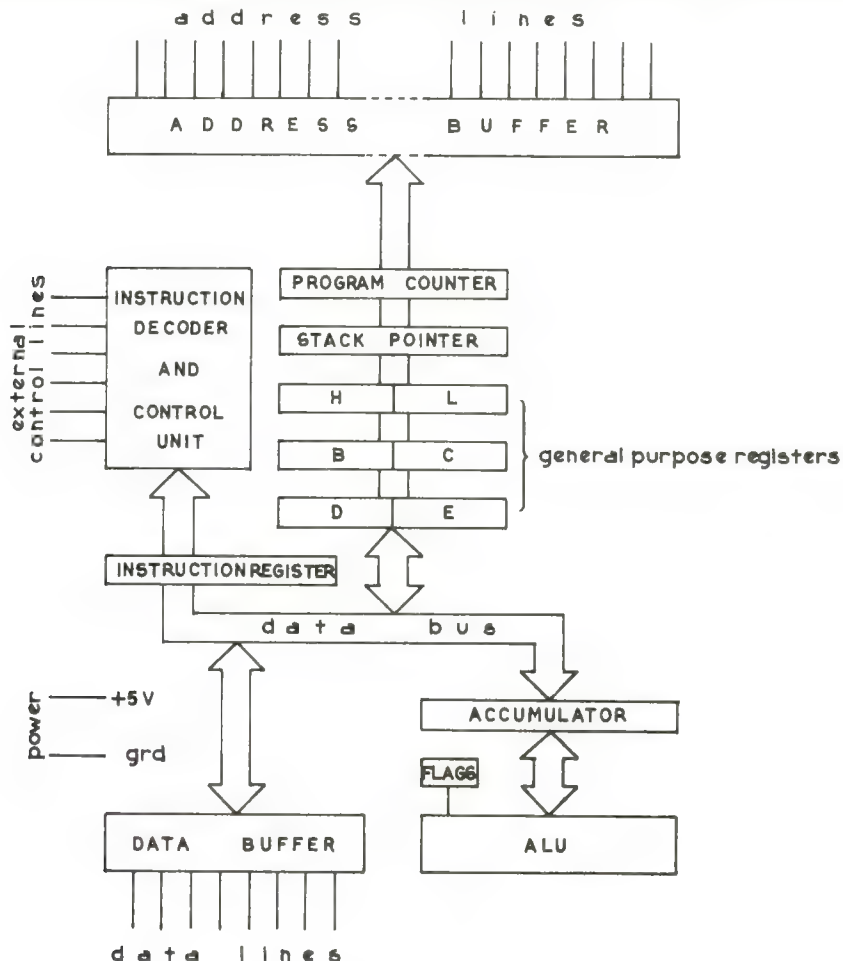 address lines
ADDRESS BUFFER
PROGRAM COUNTER
STACK POINTER
H L
B C
D E
general purpose registers
external
control lines
INSTRUCTION
DECODER
AND
CONTROL
UNIT
INSTRUCTION REGISTER
data bus
power
+5V
grd
ACCUMULATOR
FLAGS
ALU
DATA BUFFER
data lines